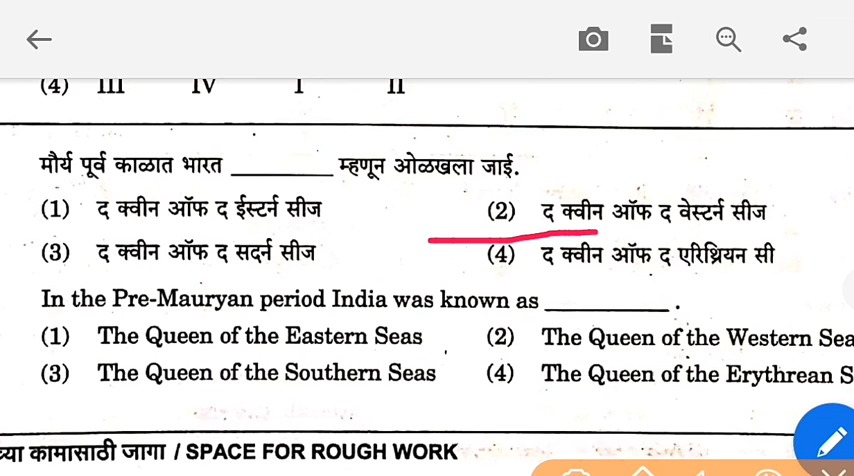 (4) III IV I II
मौर्य पूर्व काळात भारत ________ म्हणून ओळखला जाई.
(1) द क्वीन ऑफ द ईस्टर्न सीज (2) द क्वीन ऑफ द वेस्टर्न सीज
(3) द क्वीन ऑफ द सदर्न सीज (4) द क्वीन ऑफ द एरिथ्रियन सी
In the Pre-Mauryan period India was known as __________ .
(1) The Queen of the Eastern Seas (2) The Queen of the Western Sea
(3) The Queen of the Southern Seas (4) The Queen of the Erythrean S
च्या कामासाठी जागा / SPACE FOR ROUGH WORK